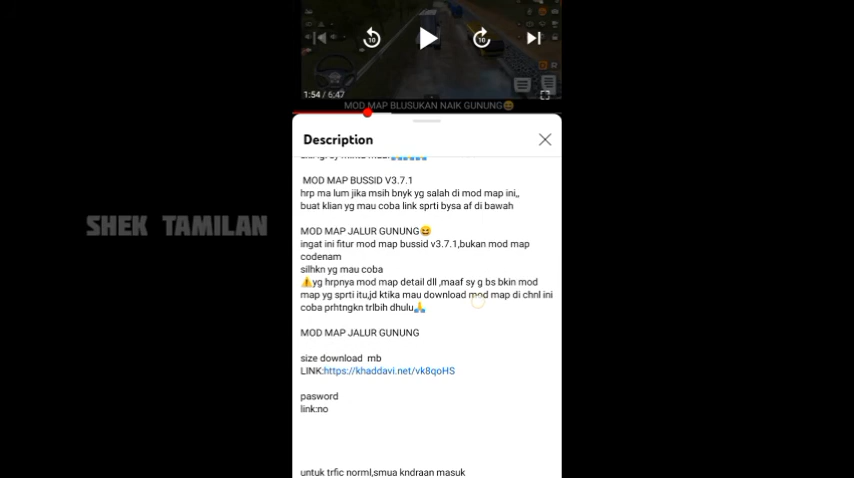 10
10
1:54 / 6:47
MOD MAP BLUSUKAN NAIK GUNUNG😆
Description
MOD MAP BUSSID V3.7.1
hrp ma lum jika msih bnyk yg salah di mod map ini,,
buat klian yg mau coba link sprti bysa af di bawah
SHEK TAMILAN
MOD MAP JALUR GUNUNG😆
ingat ini fitur mod map bussid v3.7.1,bukan mod map
codenam
silhkn yg mau coba
⚠️yg hrpnya mod map detail dll ,maaf sy g bs bkin mod
map yg sprti itu,jd ktika mau download mod map di chnl ini
coba prhtngkn trlbih dhulu🙏
MOD MAP JALUR GUNUNG
size download mb
LINK:https://khaddavi.net/vk8qoHS
pasword
link:no
untuk trfic norml,smua kndraan masuk